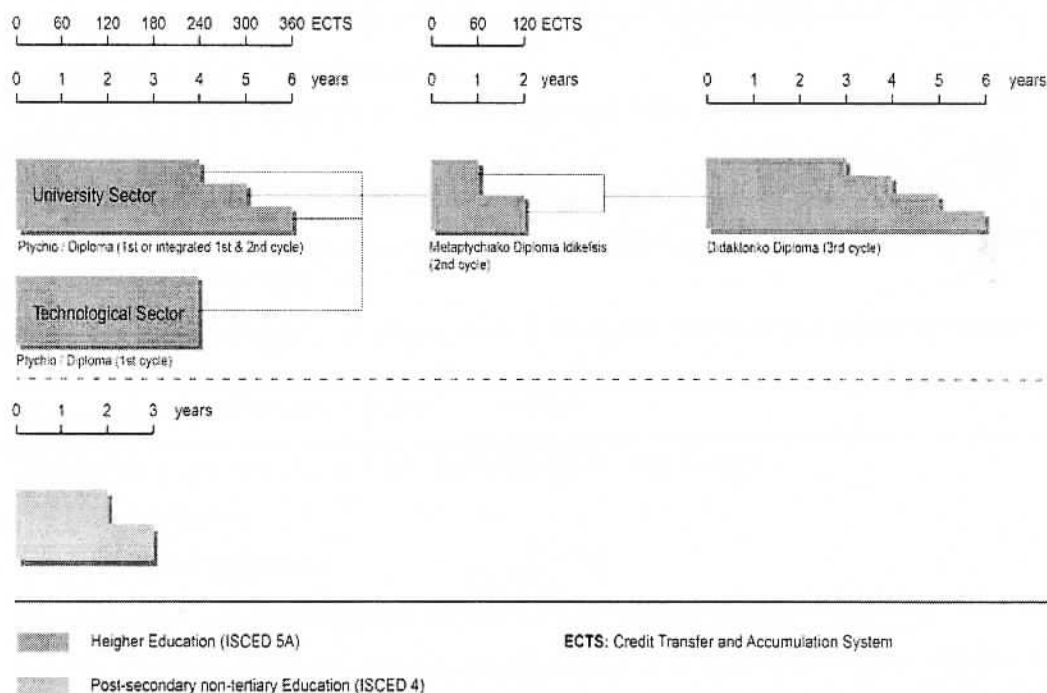 0 60 120 180 240 300 360 ECTS
0 60 120 ECTS
0 1 2 3 4 5 6 years
0 1 2 years
0 1 2 3 4 5 6 years
University Sector
Ptychio / Diploma (1st or integrated 1st & 2nd cycle)
Metaptychiako Diploma Idikefsis
(2nd cycle)
Didaktoriko Diploma (3rd cycle)
Technological Sector
Ptychio / Diploma (1st cycle)
0 1 2 3 years
Heigher Education (ISCED 5A)
ECTS: Credit Transfer and Accumulation System
Post-secondary non-tertiary Education (ISCED 4)